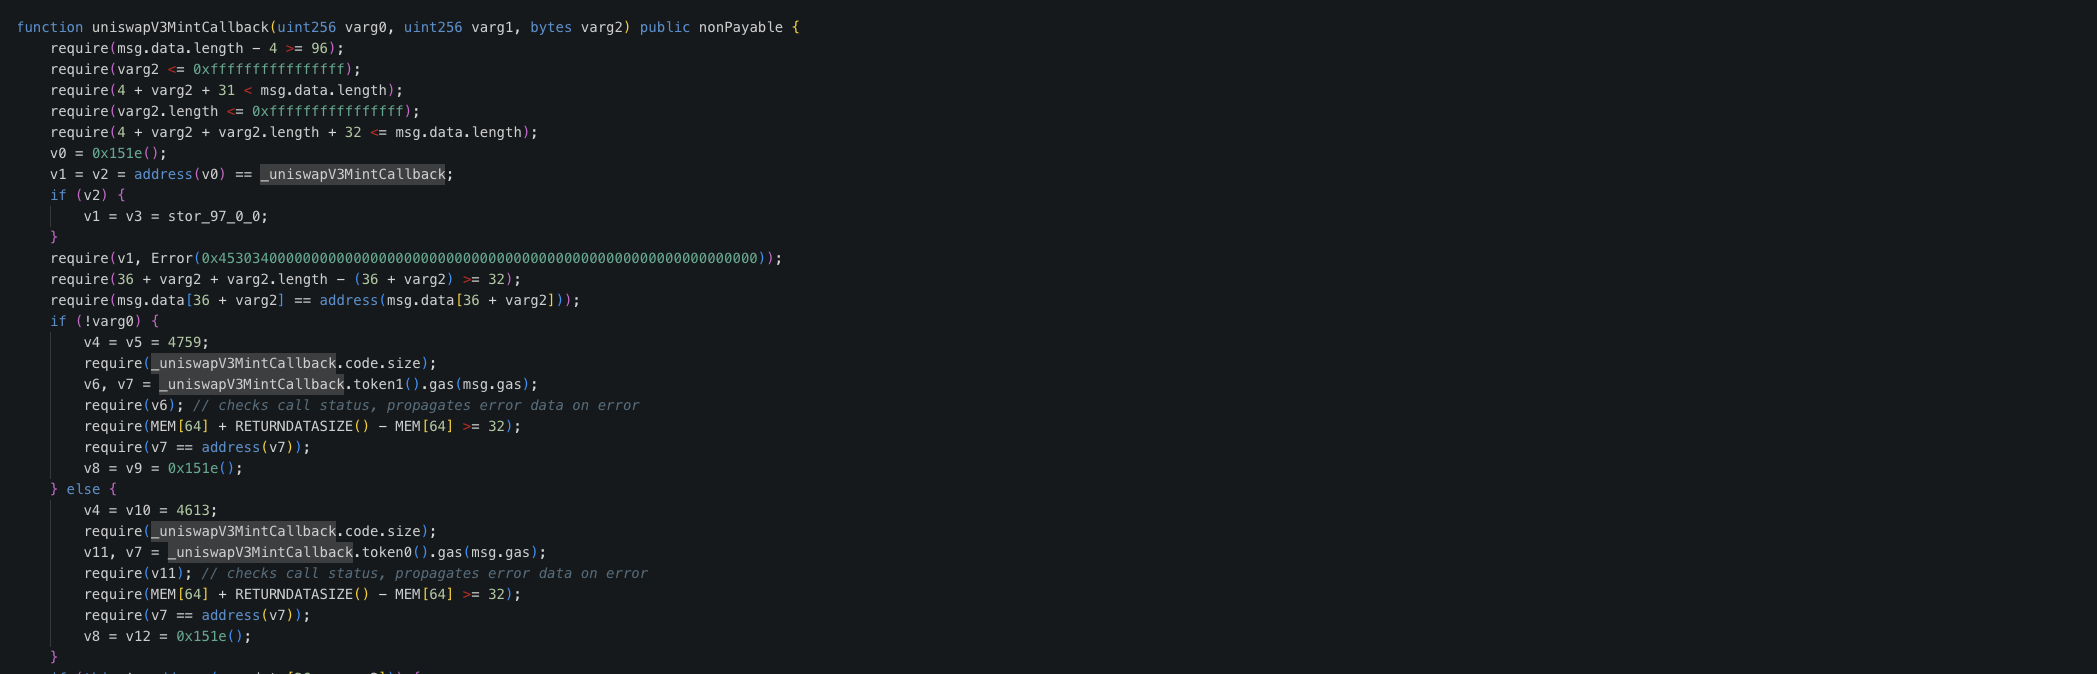 function uniswapV3MintCallback(uint256 varg0, uint256 varg1, bytes varg2) public nonPayable {
    require(msg.data.length - 4 >= 96);
    require(varg2 <= 0xffffffffffffffff);
    require(4 + varg2 + 31 < msg.data.length);
    require(varg2.length <= 0xffffffffffffffff);
    require(4 + varg2 + varg2.length + 32 <= msg.data.length);
    v0 = 0x151e();
    v1 = v2 = address(v0) == _uniswapV3MintCallback;
    if (v2) {
        v1 = v3 = stor_97_0_0;
    }
    require(v1, Error(0x4530340000000000000000000000000000000000000000000000000000000000));
    require(36 + varg2 + varg2.length - (36 + varg2) >= 32);
    require(msg.data[36 + varg2] == address(msg.data[36 + varg2]));
    if (!varg0) {
        v4 = v5 = 4759;
        require(_uniswapV3MintCallback.code.size);
        v6, v7 = _uniswapV3MintCallback.token1().gas(msg.gas);
        require(v6); // checks call status, propagates error data on error
        require(MEM[64] + RETURNDATASIZE() - MEM[64] >= 32);
        require(v7 == address(v7));
        v8 = v9 = 0x151e();
    } else {
        v4 = v10 = 4613;
        require(_uniswapV3MintCallback.code.size);
        v11, v7 = _uniswapV3MintCallback.token0().gas(msg.gas);
        require(v11); // checks call status, propagates error data on error
        require(MEM[64] + RETURNDATASIZE() - MEM[64] >= 32);
        require(v7 == address(v7));
        v8 = v12 = 0x151e();
    }